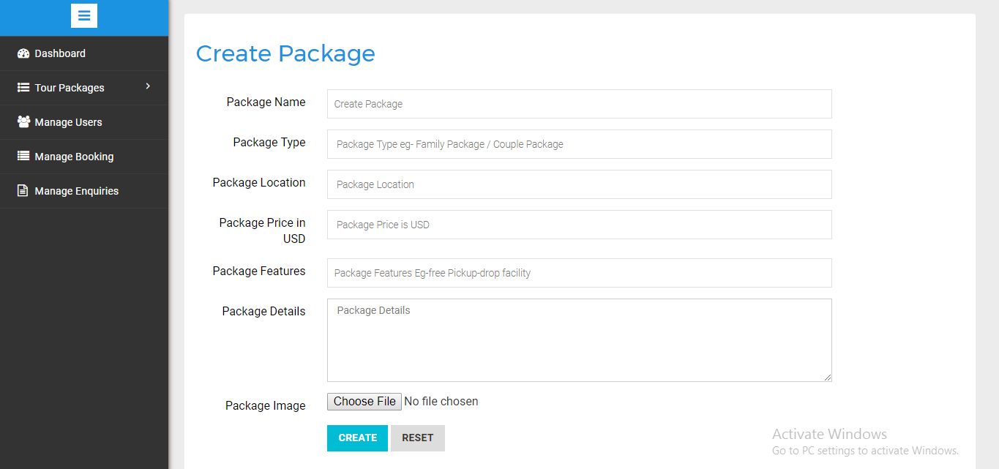 Dashboard
Tour Packages
Manage Users
Manage Booking
Manage Enquiries
Create Package
Package Name
Create Package
Package Type
Package Type eg- Family Package / Couple Package
Package Location
Package Location
Package Price in
USD
Package Price is USD
Package Features
Package Features Eg-free Pickup-drop facility
Package Details
Package Details
Package Image
Choose File No file chosen
CREATE RESET
Activate Windows
Go to PC settings to activate Windows.